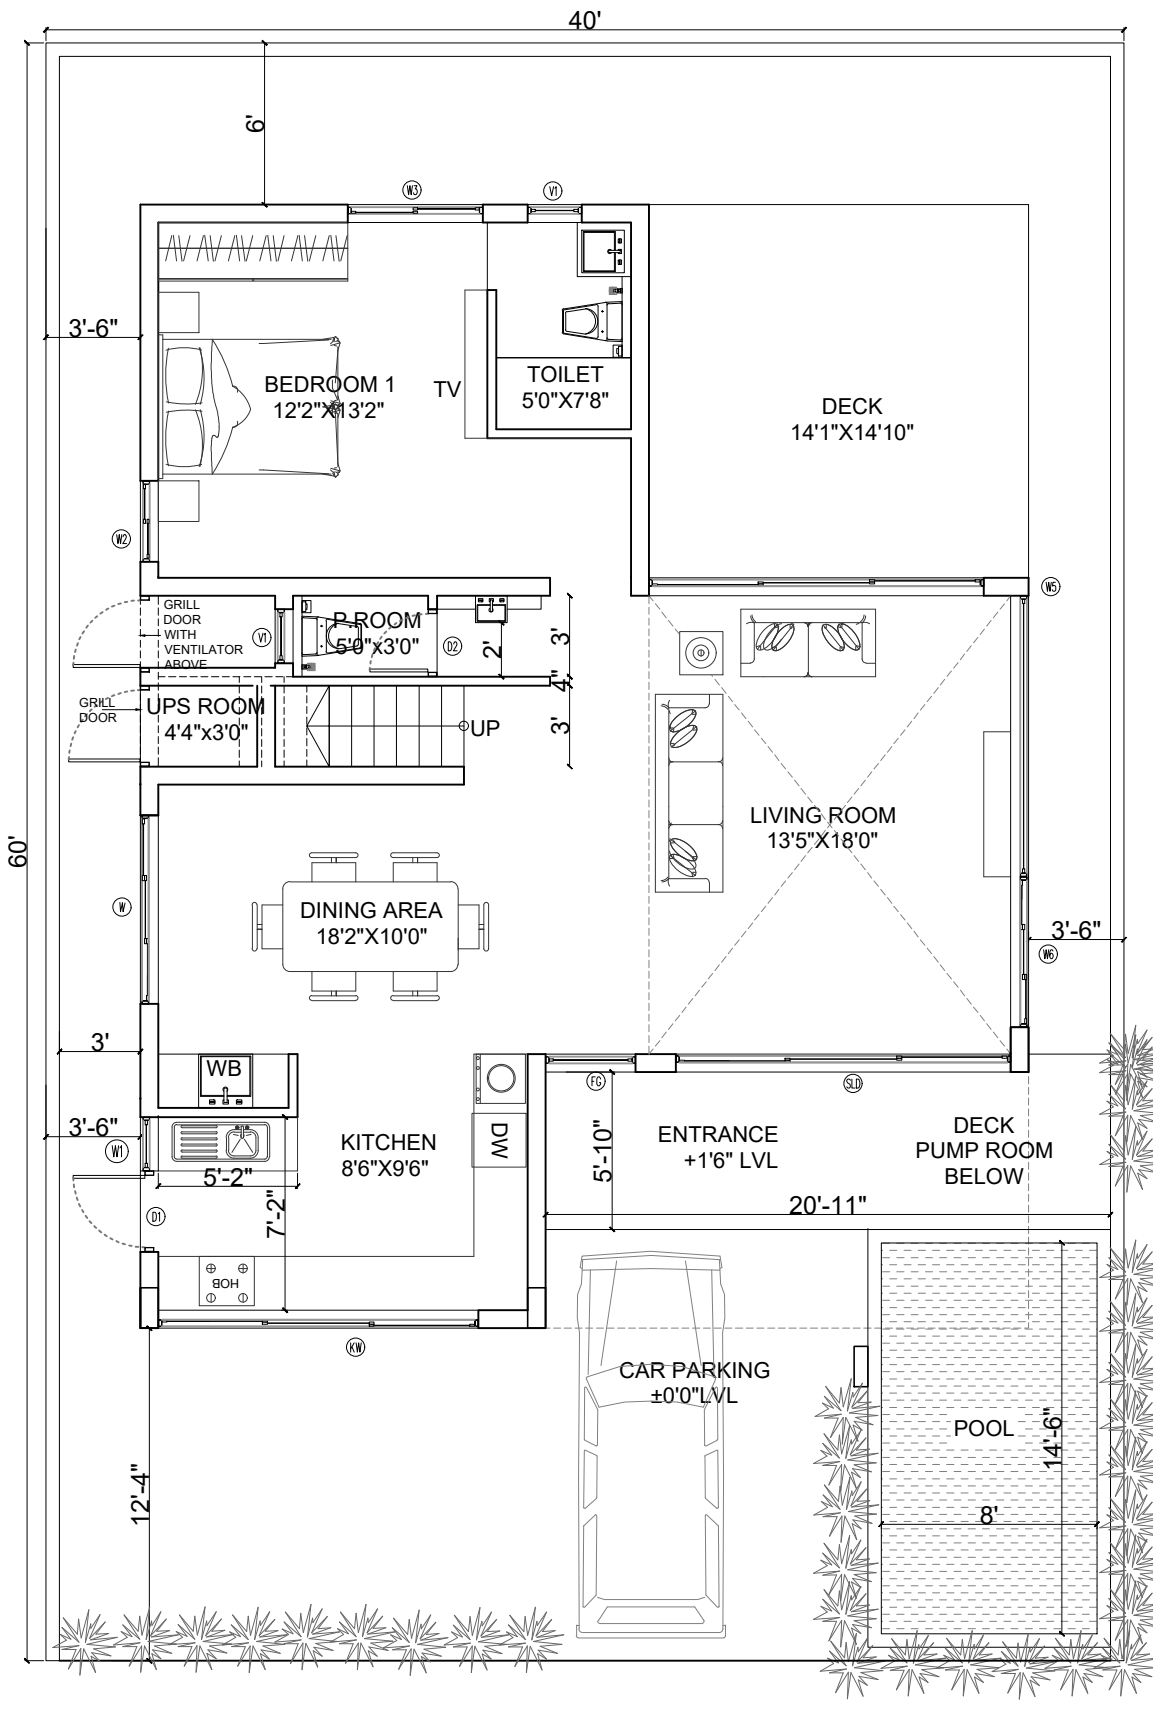 40'
6'
W3
V1
3'-6"
BEDROOM 1
12'2"X13'2"
TV
TOILET
5'0"X7'8"
DECK
14'1"X14'10"
W2
W5
GRILL
DOOR
WITH
VENTILATOR
ABOVE
V1
P.ROOM
5'0"x3'0"
D2
2'
3'
4"
3'
GRILL
DOOR
UPS ROOM
4'4"x3'0"
UP
60'
LIVING ROOM
13'5"X18'0"
W
DINING AREA
18'2"X10'0"
3'-6"
W6
3'
WB
FG
SLD
3'-6"
W1
KITCHEN
8'6"X9'6"
DW
5'-10"
ENTRANCE
+1'6" LVL
DECK
PUMP ROOM
BELOW
5'-2"
7'-2"
D1
20'-11"
HOB
KW
CAR PARKING
±0'0"LVL
POOL
14'-6"
8'
12'-4"